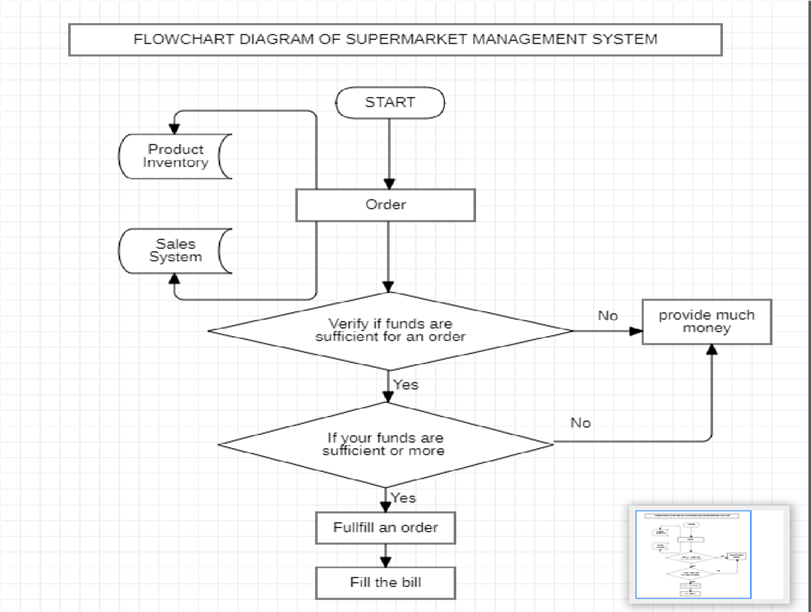 FLOWCHART DIAGRAM OF SUPERMARKET MANAGEMENT SYSTEM
START
Product
Inventory
Order
Sales
System
Verify if funds are
sufficient for an order
No
provide much
money
Yes
If your funds are
sufficient or more
No
Yes
Fullfill an order
Fill the bill